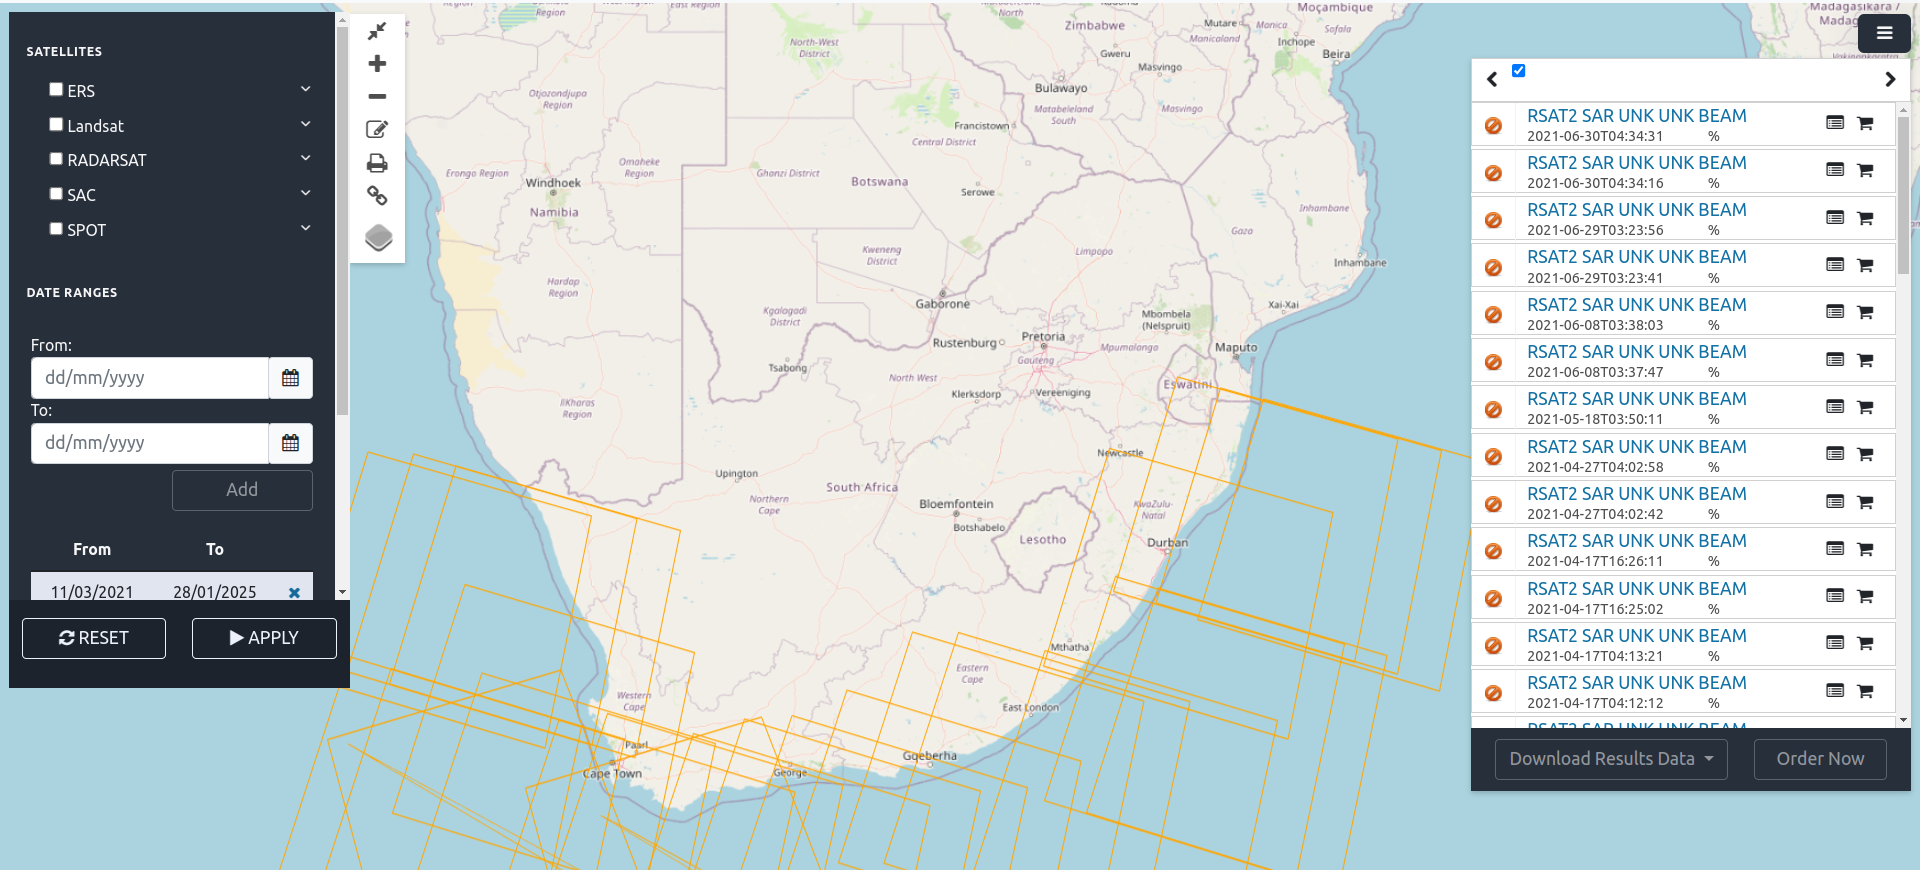 SATELLITES
ERS
Landsat
RADARSAT
SAC
SPOT
DATE RANGES
From:
dd/mm/yyyy
To:
dd/mm/yyyy
Add
From To
11/03/2021 28/01/2025
RESET APPLY
Moçambique
Zimbabwe
Mutare
Manica
Sofala
Manicaland
Inchope
Beira
Gweru
Masvingo
Bulawayo
Matabeleland
South
Masvingo
North-West
District
Francistown
Central District
Otjozondjupa
Region
Omaheke
Region
Erongo Region
Windhoek
Namibia
Ghanzi District
Botswana
Serowe
Inhambane
Gaza
Limpopo
Kweneng
District
Inhambane
Hardap
Region
Gaborone
Xai-Xai
Kgalagadi
District
Mbombela
(Nelspruit)
Rustenburg
Pretoria
Gauteng
Mpumalanga
Maputo
Tsabong
North West
Klerksdorp
Vereeniging
Eswatini
ǁKharas
Region
Newcastle
Upington
South Africa
Northern
Cape
Bloemfontein
Botshabelo
KwaZulu-
Natal
Lesotho
Durban
Mthatha
Eastern
Cape
East London
Western
Cape
Paarl
Cape Town
George
Gqeberha
Madagasikara /
RSAT2 SAR UNK UNK BEAM
2021-06-30T04:34:31 %
RSAT2 SAR UNK UNK BEAM
2021-06-30T04:34:16 %
RSAT2 SAR UNK UNK BEAM
2021-06-29T03:23:56 %
RSAT2 SAR UNK UNK BEAM
2021-06-29T03:23:41 %
RSAT2 SAR UNK UNK BEAM
2021-06-08T03:38:03 %
RSAT2 SAR UNK UNK BEAM
2021-06-08T03:37:47 %
RSAT2 SAR UNK UNK BEAM
2021-05-18T03:50:11 %
RSAT2 SAR UNK UNK BEAM
2021-04-27T04:02:58 %
RSAT2 SAR UNK UNK BEAM
2021-04-27T04:02:42 %
RSAT2 SAR UNK UNK BEAM
2021-04-17T16:26:11 %
RSAT2 SAR UNK UNK BEAM
2021-04-17T16:25:02 %
RSAT2 SAR UNK UNK BEAM
2021-04-17T04:13:21 %
RSAT2 SAR UNK UNK BEAM
2021-04-17T04:12:12 %
RSAT2 SAR UNK UNK BEAM
Download Results Data Order Now